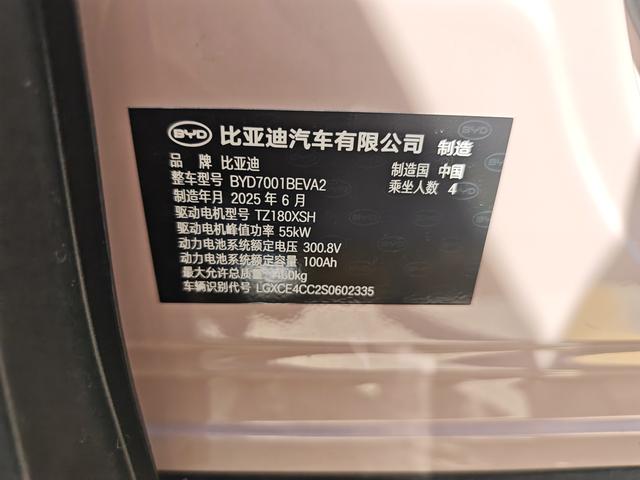 BYD 比亚迪汽车有限公司 制造
品牌 比亚迪 制造国 中国
整车型号 BYD7001BEVA2 乘坐人数 4
制造年月 2025 年 6 月
驱动电机型号 TZ180XSH
驱动电机峰值功率 55kW
动力电池系统额定电压 300.8V
动力电池系统额定容量 100Ah
最大允许总质量
车辆识别代号 LGXCE4CC2S0602335